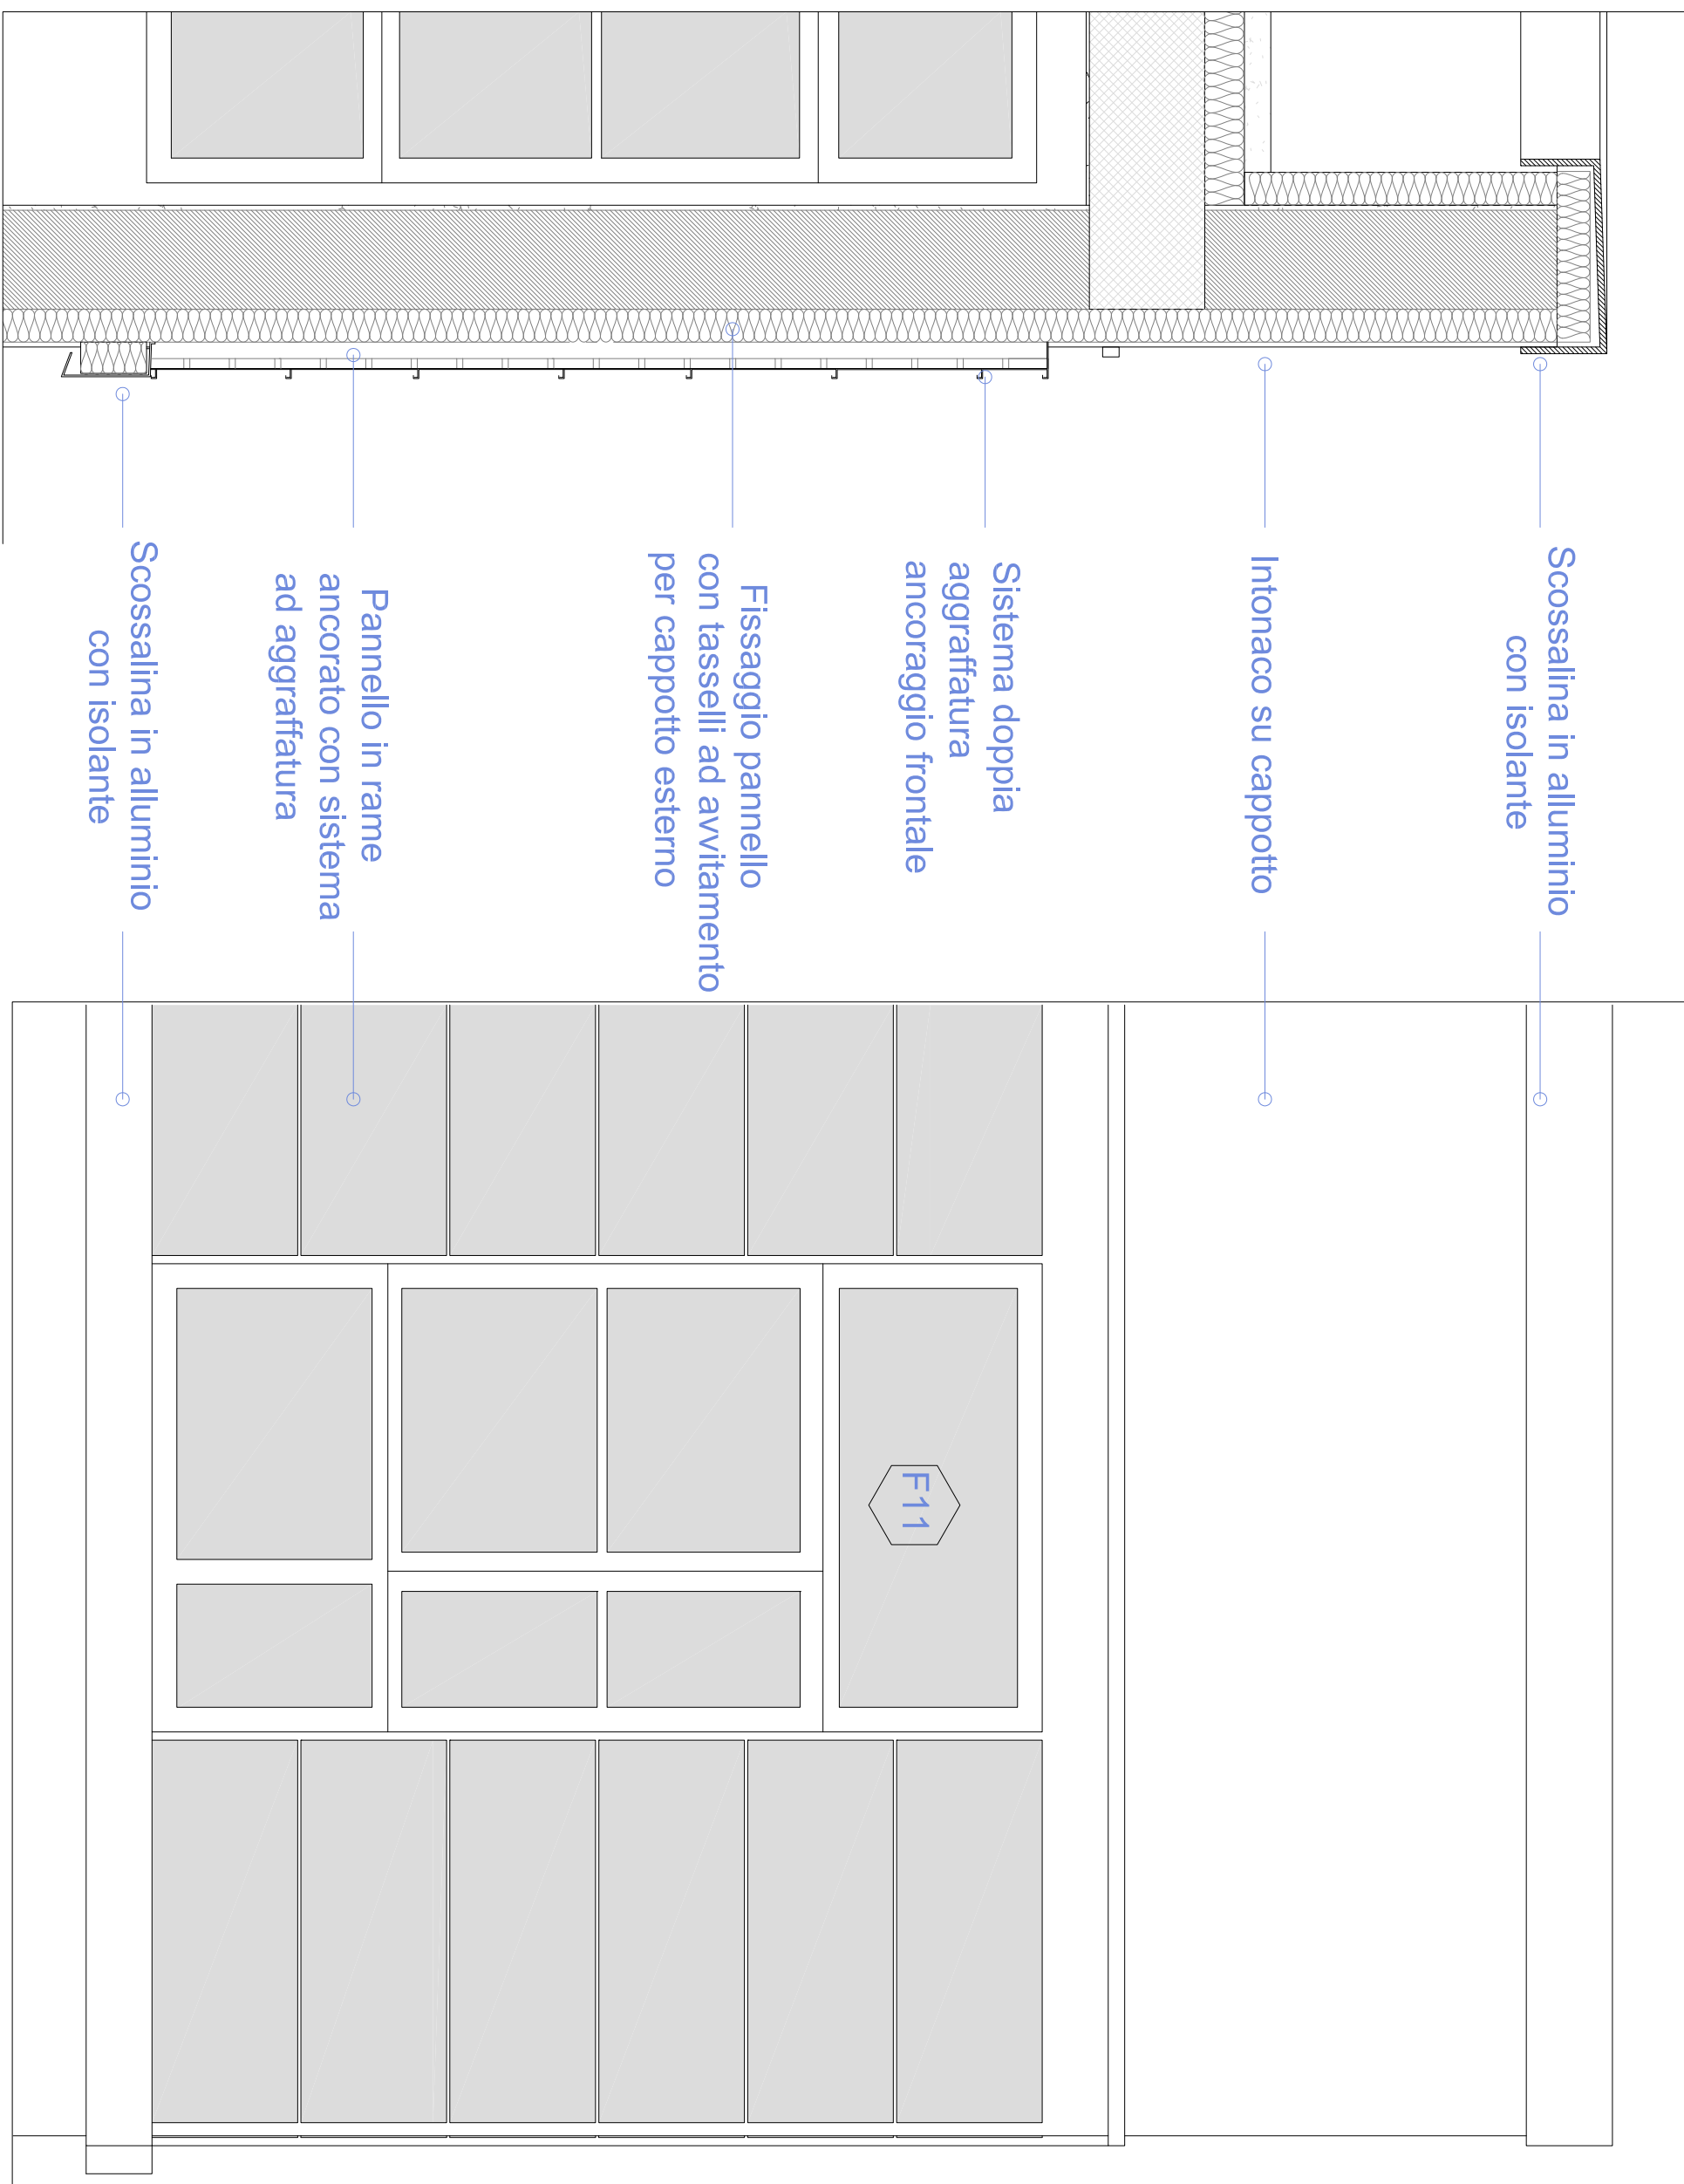 Scossalina in alluminio
con isolante
Intonaco su cappotto
Sistema doppia
aggraffatura
ancoraggio frontale
Fissaggio pannello
con tasselli ad avvitamento
per cappotto esterno
Pannello in rame
ancorato con sistema
ad aggraffatura
Scossalina in alluminio
con isolante
F11